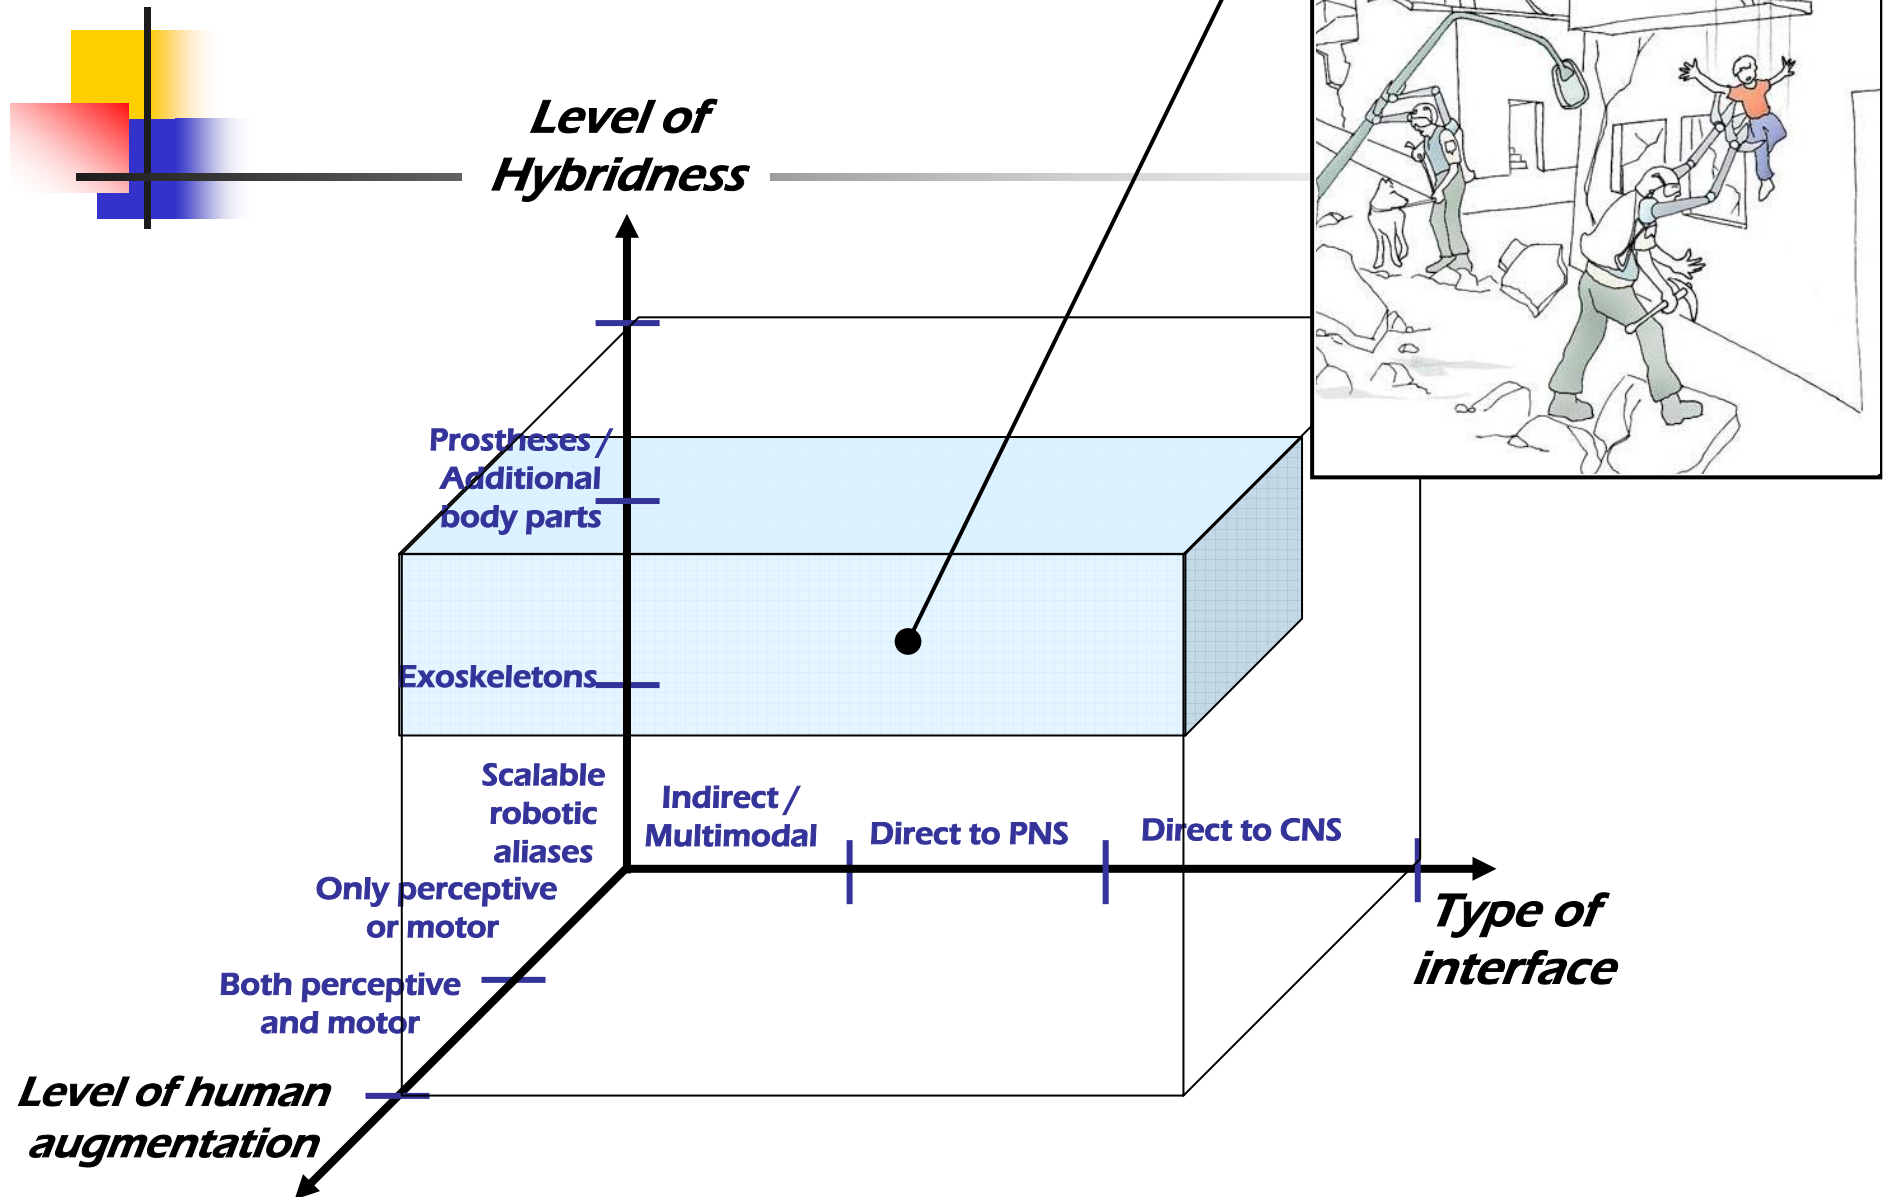 Level of
Hybridness
Prostheses /
Additional
body parts
Exoskeletons
Scalable
robotic
aliases
Indirect /
Multimodal
Direct to PNS
Direct to CNS
Only perceptive
or motor
Type of
interface
Both perceptive
and motor
Level of human
augmentation